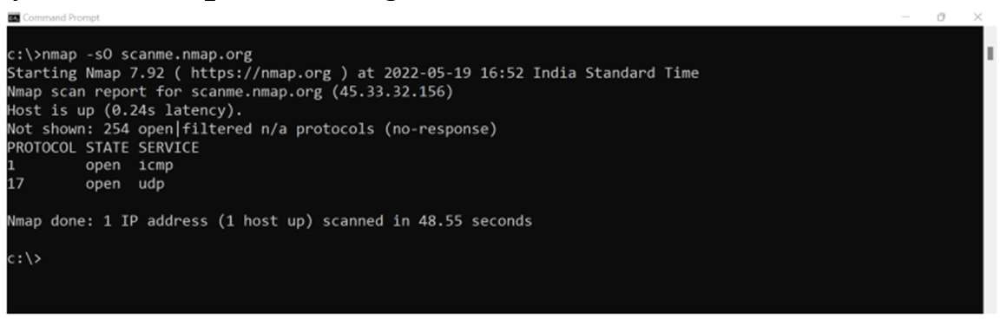 Command Prompt
c:\>nmap -sO scanme.nmap.org
Starting Nmap 7.92 ( https://nmap.org ) at 2022-05-19 16:52 India Standard Time
Nmap scan report for scanme.nmap.org (45.33.32.156)
Host is up (0.24s latency).
Not shown: 254 open|filtered n/a protocols (no-response)
PROTOCOL STATE SERVICE
1        open  icmp
17       open  udp
Nmap done: 1 IP address (1 host up) scanned in 48.55 seconds
c:\>